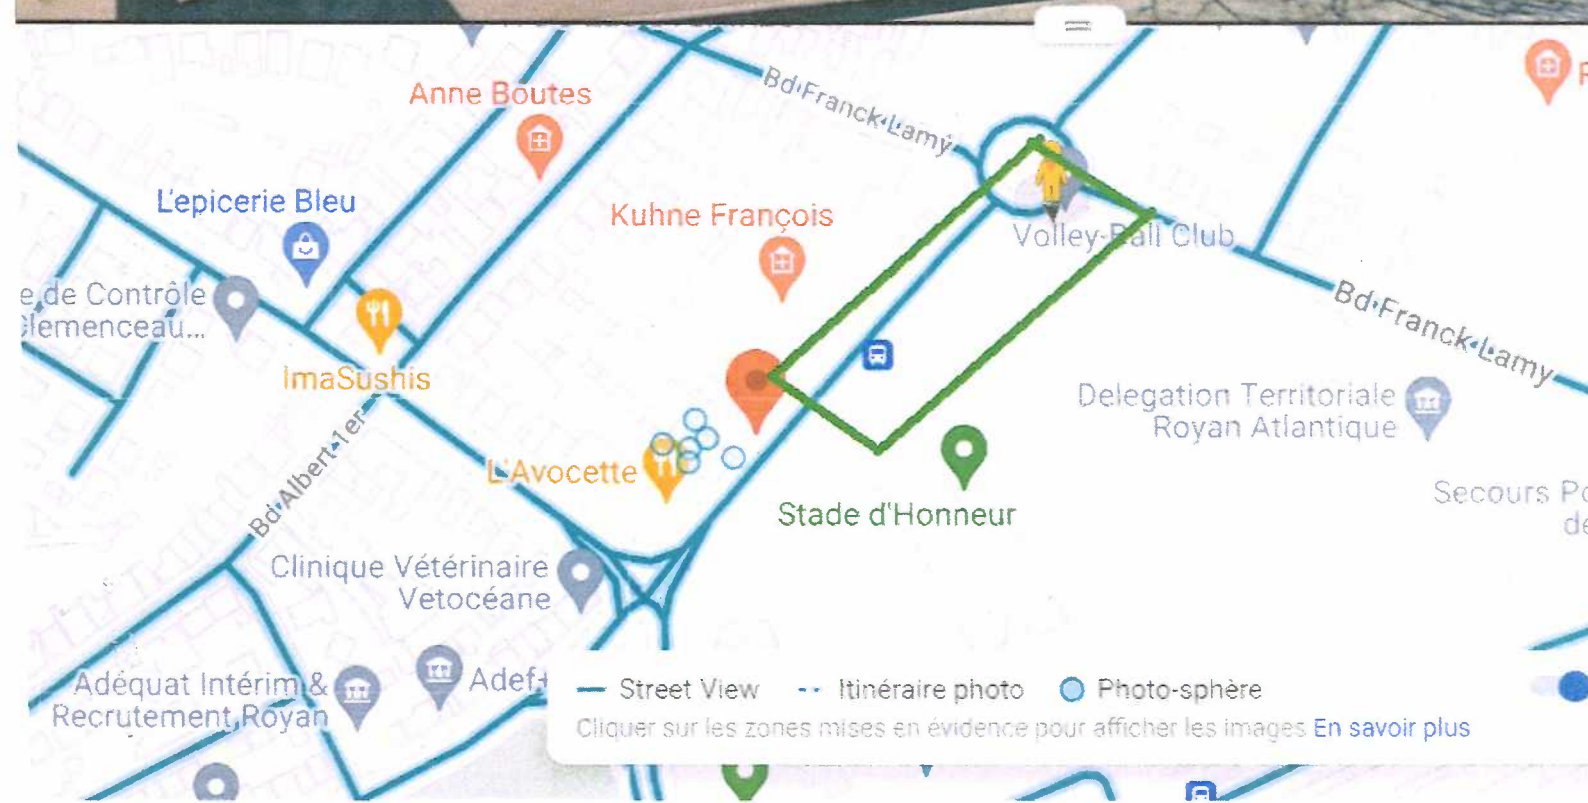 Bd Franck Lamy
Anne Boutes
L'epicerie Bleu
Kuhne François
Volley-Ball Club
e de Contrôle
lemenceau...
Bd Franck Lamy
ImaSushis
Delegation Territoriale
Royan Atlantique
Bd Albert 1er
L'Avocette
Stade d'Honneur
Secours
Clinique Vétérinaire
Vetocéane
Adéquat Intérim &
Recrutement Royan
Adef+
Street View
Itinéraire photo
Photo-sphère
Cliquer sur les zones mises en évidence pour afficher les images En savoir plus